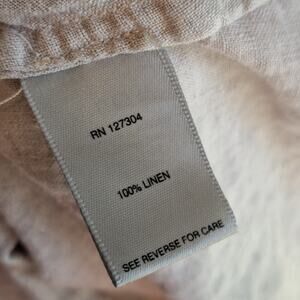 RN 127304
100% LINEN
SEE REVERSE FOR CARE